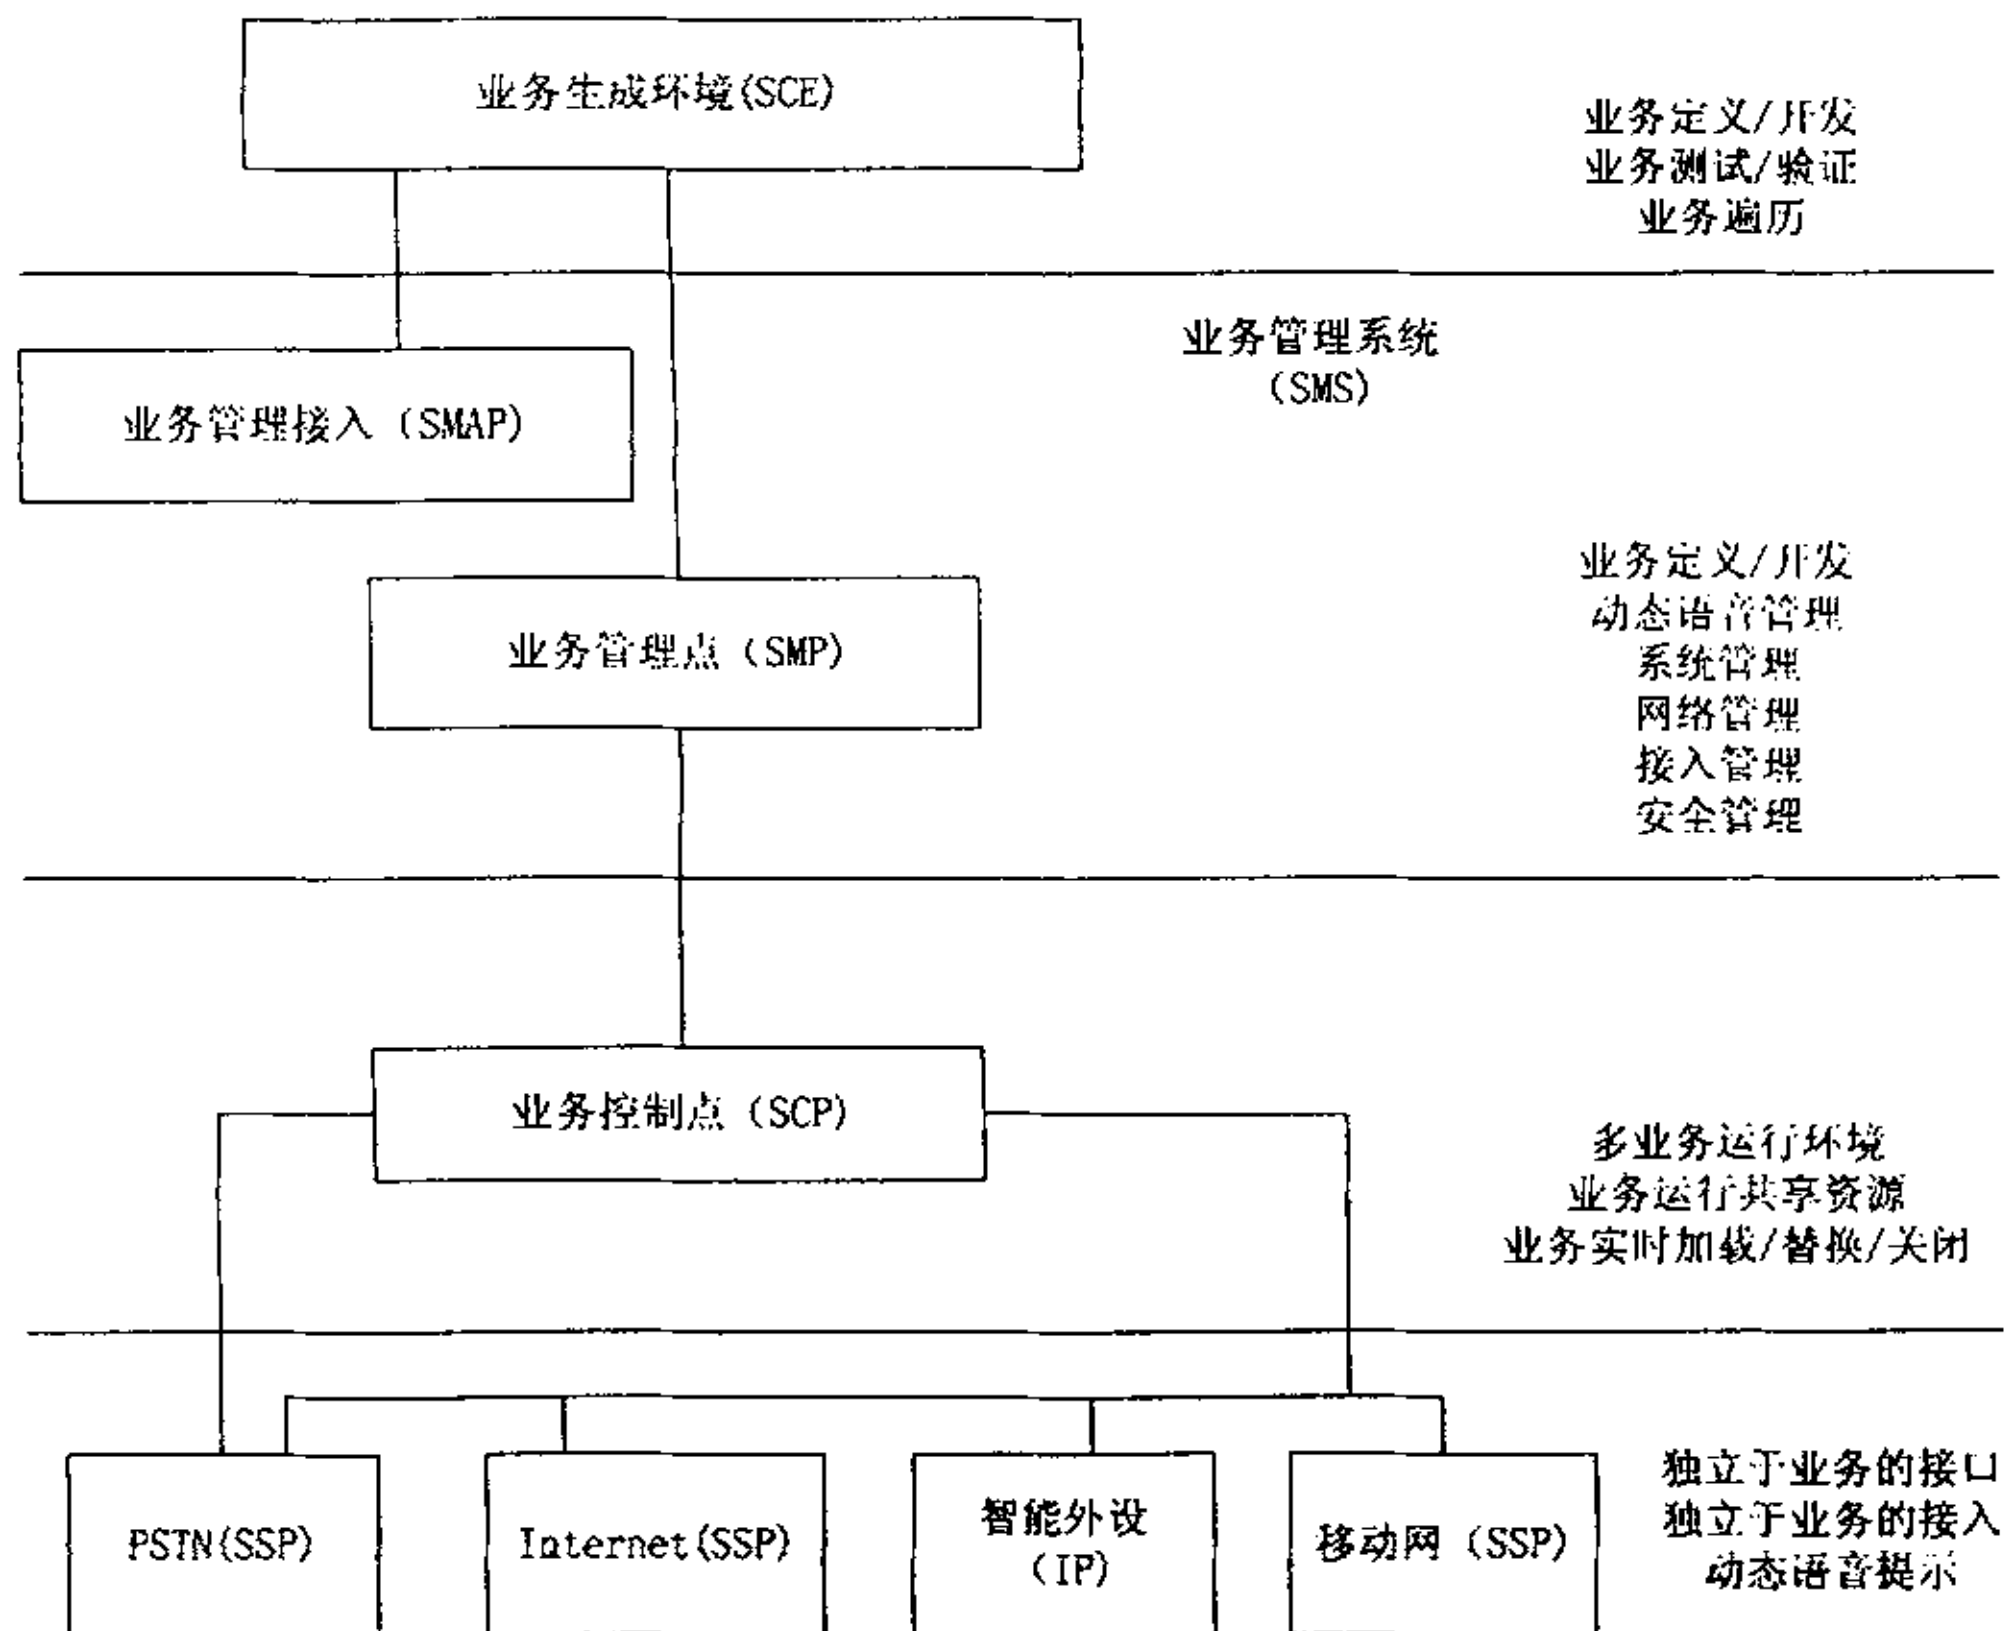 业务生成环境(SCE)
业务定义/开发
业务测试/验证
业务遍历
业务管理系统
(SMS)
业务管理接入（SMAP)
业务定义/开发
动态语音管理
系统管理
网络管理
接入管理
安全管理
业务管理点（SMP)
业务控制点（SCP)
多业务运行环境
业务运行共享资源
业务实时加载/替换/关闭
PSTN(SSP)
Internet(SSP)
智能外设
(IP)
移动网（SSP)
独立于业务的接口
独立于业务的接入
动态语音提示